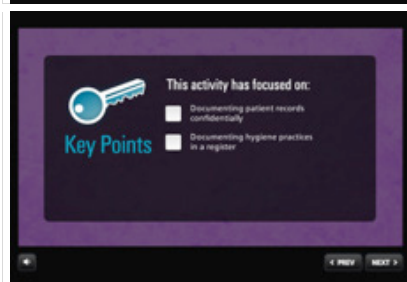 This activity has focused on:
Documenting patient records
confidentially
Key Points
Documenting hygiene practices
in a register
< PREV
NEXT >